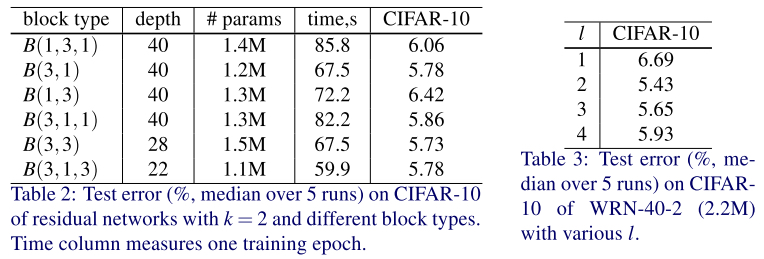 block type depth # params time,s CIFAR-10
B(1,3,1) 40 1.4M 85.8 6.06
B(3,1) 40 1.2M 67.5 5.78
B(1,3) 40 1.3M 72.2 6.42
B(3,1,1) 40 1.3M 82.2 5.86
B(3,3) 28 1.5M 67.5 5.73
B(3,1,3) 22 1.1M 59.9 5.78
Table 2: Test error (%, median over 5 runs) on CIFAR-10
of residual networks with k = 2 and different block types.
Time column measures one training epoch.
l CIFAR-10
1 6.69
2 5.43
3 5.65
4 5.93
Table 3: Test error (%, me-
dian over 5 runs) on CIFAR-
10 of WRN-40-2 (2.2M)
with various l.